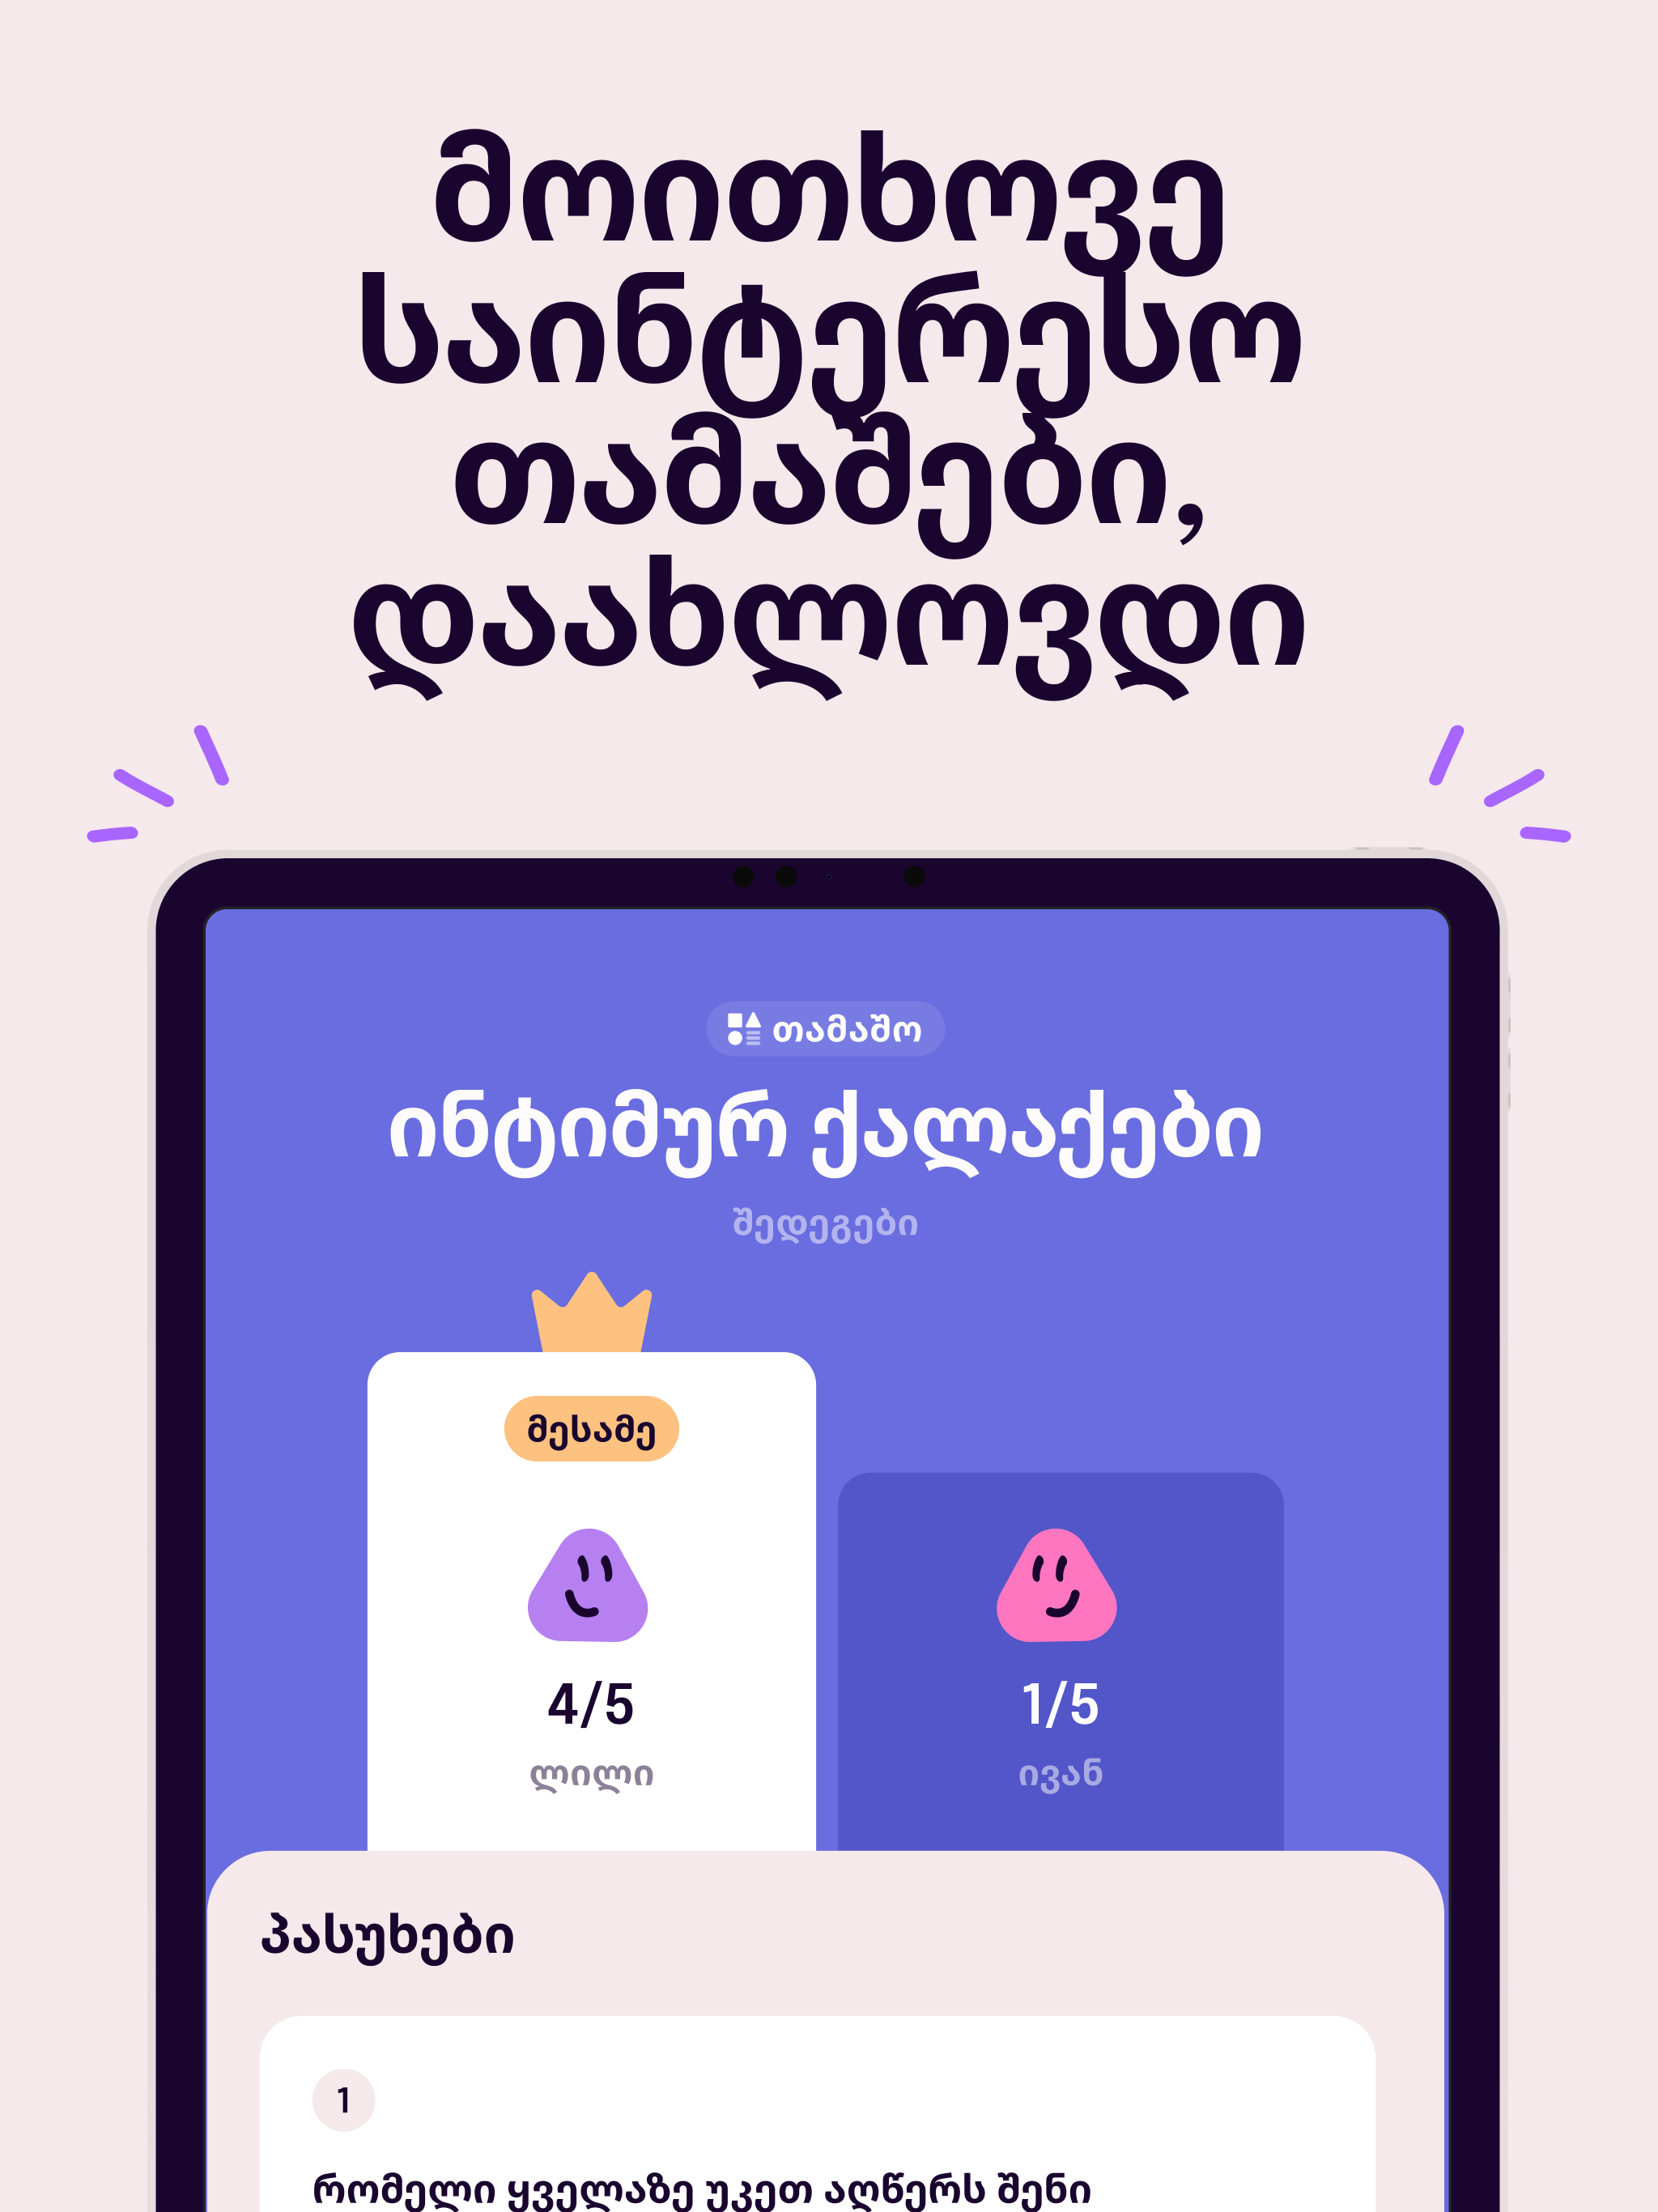 მოითხოვე
საინტერესო
თამაშები,
დაახლოვდი
თამაშო
ინტიმურ ქალაქები
შედეგები
მესამე
4/5
ლილი
1/5
ივან
პასუხები
1
რომელი ყველაზე უკეთ აღწერს შენი